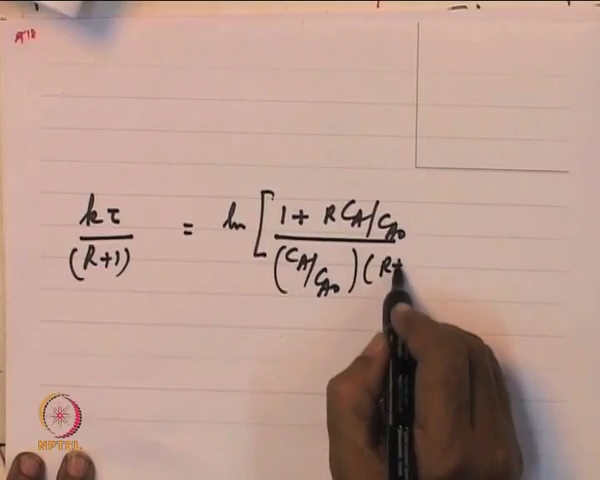 kτ/(R+1) = ln [ 1 + R CA/CA0 / (CA/CA0)(R+
NPTEL